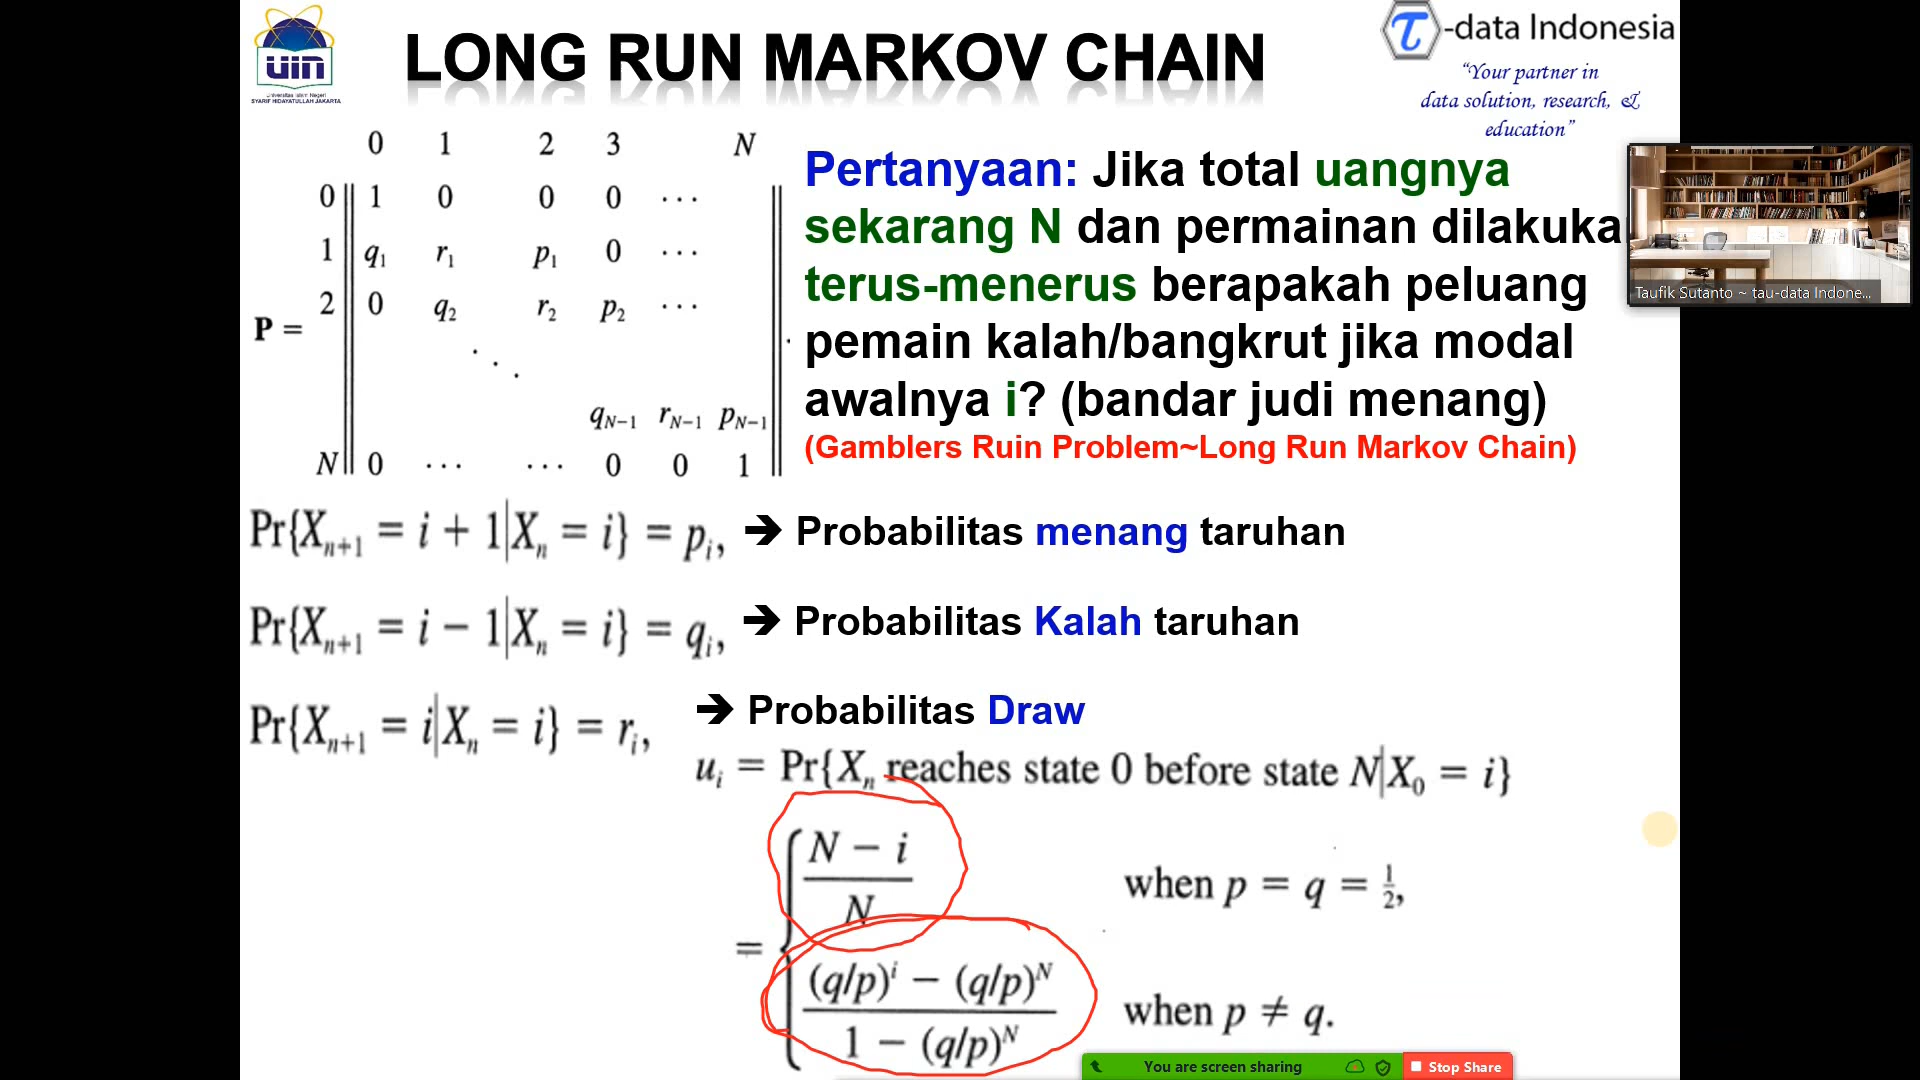 uin
Universitas Islam Negeri
SYARIF HIDAYATULLAH JAKARTA
LONG RUN MARKOV CHAIN
τ-data Indonesia
“Your partner in
data solution, research, &
education”
0 1 2 3 N
0 1 0 0 0 ⋯
1 q₁ r₁ p₁ 0 ⋯
2 0 q₂ r₂ p₂ ⋯
P =
q_{N-1} r_{N-1} p_{N-1}
N 0 ⋯ ⋯ 0 0 1
Pertanyaan: Jika total uangnya
sekarang N dan permainan dilakuka
terus-menerus berapakah peluang
pemain kalah/bangkrut jika modal
awalnya i? (bandar judi menang)
(Gamblers Ruin Problem~Long Run Markov Chain)
Taufik Sutanto ~ tau-data Indone...
Pr{X_{n+1} = i + 1|X_n = i} = p_i, ➔ Probabilitas menang taruhan
Pr{X_{n+1} = i − 1|X_n = i} = q_i, ➔ Probabilitas Kalah taruhan
Pr{X_{n+1} = i|X_n = i} = r_i, ➔ Probabilitas Draw
u_i = Pr{X_n reaches state 0 before state N|X_0 = i}
= { (N − i)/N when p = q = ½,
((q/p)^i − (q/p)^N)/(1 − (q/p)^N) when p ≠ q.
You are screen sharing
Stop Share